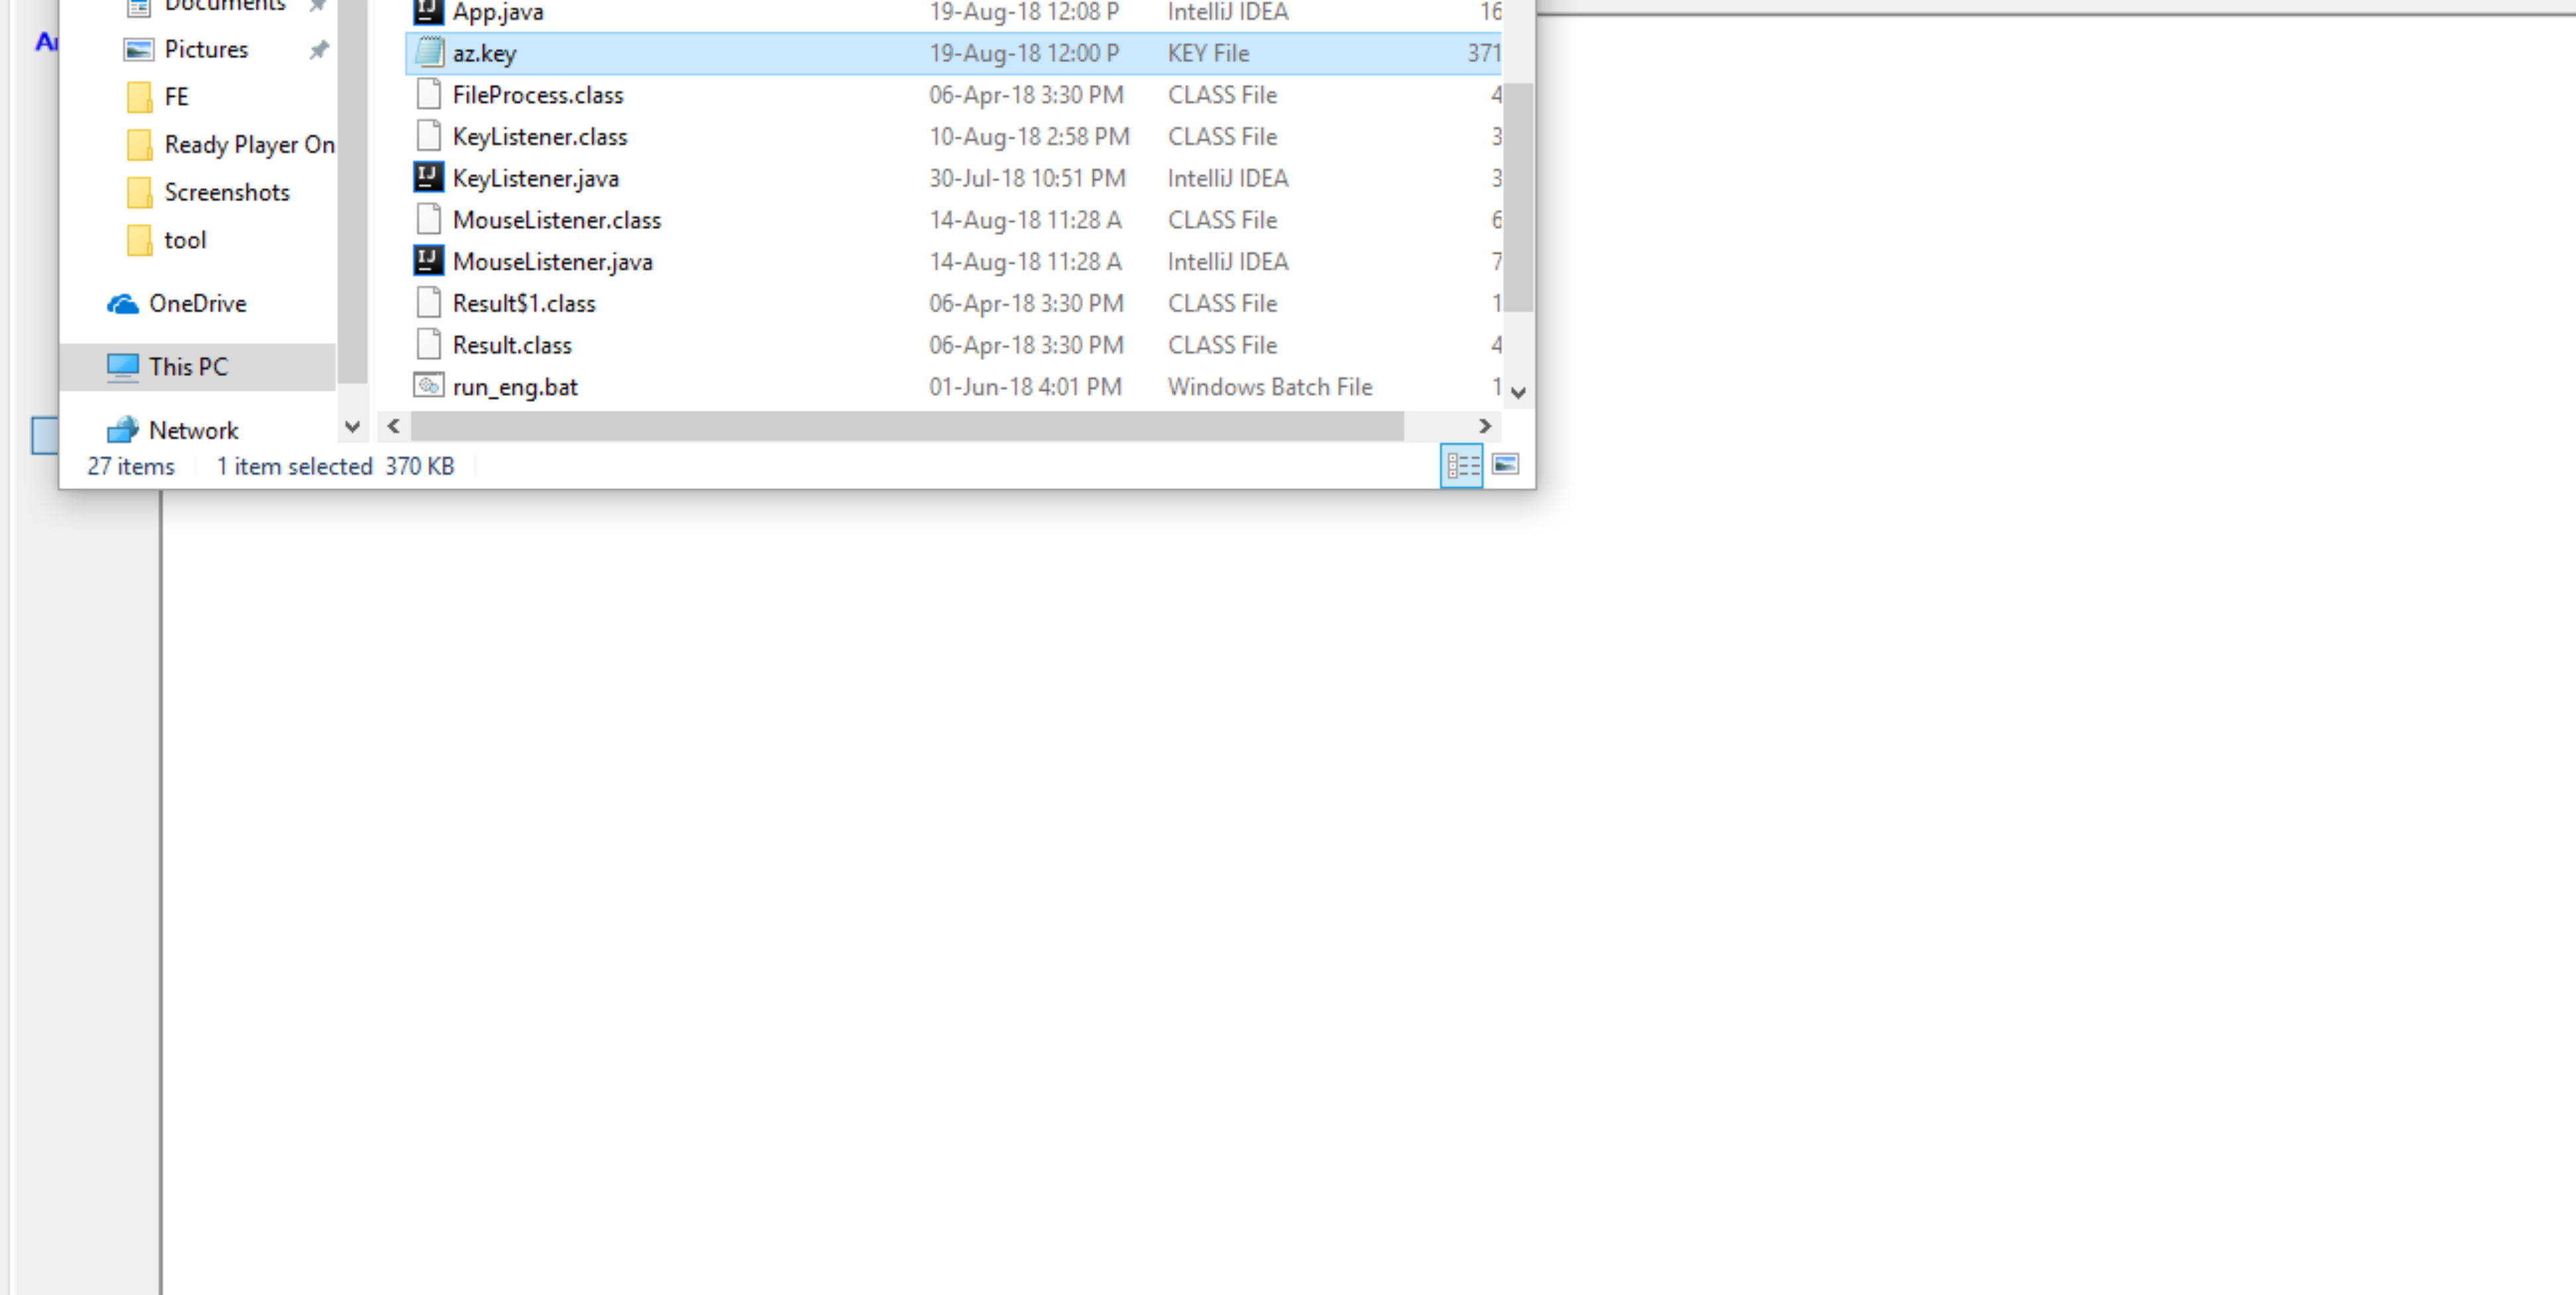 Documents
Pictures
FE
Ready Player On
Screenshots
tool
OneDrive
This PC
Network
App.java 19-Aug-18 12:08 P IntelliJ IDEA 16
az.key 19-Aug-18 12:00 P KEY File 371
FileProcess.class 06-Apr-18 3:30 PM CLASS File 4
KeyListener.class 10-Aug-18 2:58 PM CLASS File 3
KeyListener.java 30-Jul-18 10:51 PM IntelliJ IDEA 3
MouseListener.class 14-Aug-18 11:28 A CLASS File 6
MouseListener.java 14-Aug-18 11:28 A IntelliJ IDEA 7
Result$1.class 06-Apr-18 3:30 PM CLASS File 1
Result.class 06-Apr-18 3:30 PM CLASS File 4
run_eng.bat 01-Jun-18 4:01 PM Windows Batch File 1
27 items 1 item selected 370 KB